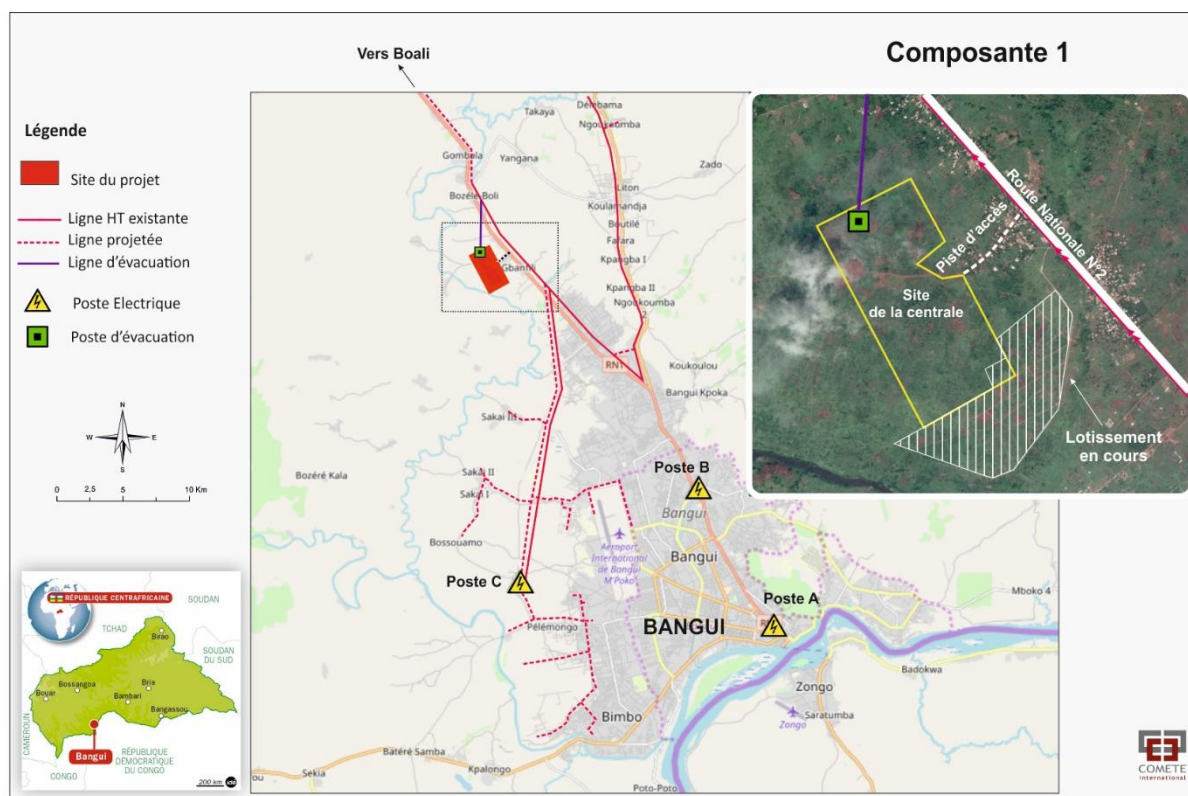 Vers Boali
Composante 1
Légende
Site du projet
Ligne HT existante
Ligne projetée
Ligne d'évacuation
Poste Electrique
Poste d'évacuation
N
W
E
S
0
2,5
5
10 Km
Délébama
Takaya
Ngoukoumba
Gombola
Yangana
Zado
Liton
Bozélé-Boli
Koulamandja
Boutilé
Fafara
Kpangba I
Kpangba II
Ngoukoumba
2
RN1
Koukoulou
Bangui Kpoka
Sakai III
Bozéré Kala
Sakai II
Sakai I
Bossouamo
Poste B
Bangui
Aéroport
International
de Bangui
M'Poko
Bangui
Poste C
Poste A
BANGUI
Pélémongo
Mboko 4
Badokwa
Zongo
Zongo
Saratumba
Bimbo
Batéré Samba
Sekia
Kpalongo
Poto-Poto
Route Nationale N°2
Piste d'accès
Site
de la centrale
Lotissement
en cours
RÉPUBLIQUE CENTRAFRICAINE
SOUDAN
TCHAD
Birao
SOUDAN
DU SUD
Bossangoa
Bria
Bouar
Bambari
Bangassou
CAMEROUN
Bangui
RÉPUBLIQUE
DÉMOCRATIQUE
DU CONGO
CONGO
200 km
COMETE
International